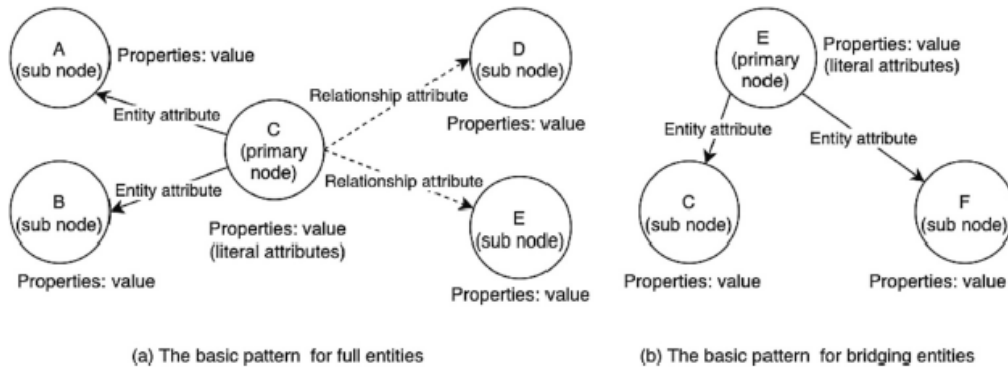 A
(sub node)
Properties: value
Entity attribute
C
(primary
node)
Properties: value
(literal attributes)
Entity attribute
B
(sub node)
Properties: value
Relationship attribute
D
(sub node)
Properties: value
Relationship attribute
E
(sub node)
Properties: value
(a) The basic pattern for full entities
E
(primary
node)
Properties: value
(literal attributes)
Entity attribute
Entity attribute
C
(sub node)
Properties: value
F
(sub node)
Properties: value
(b) The basic pattern for bridging entities